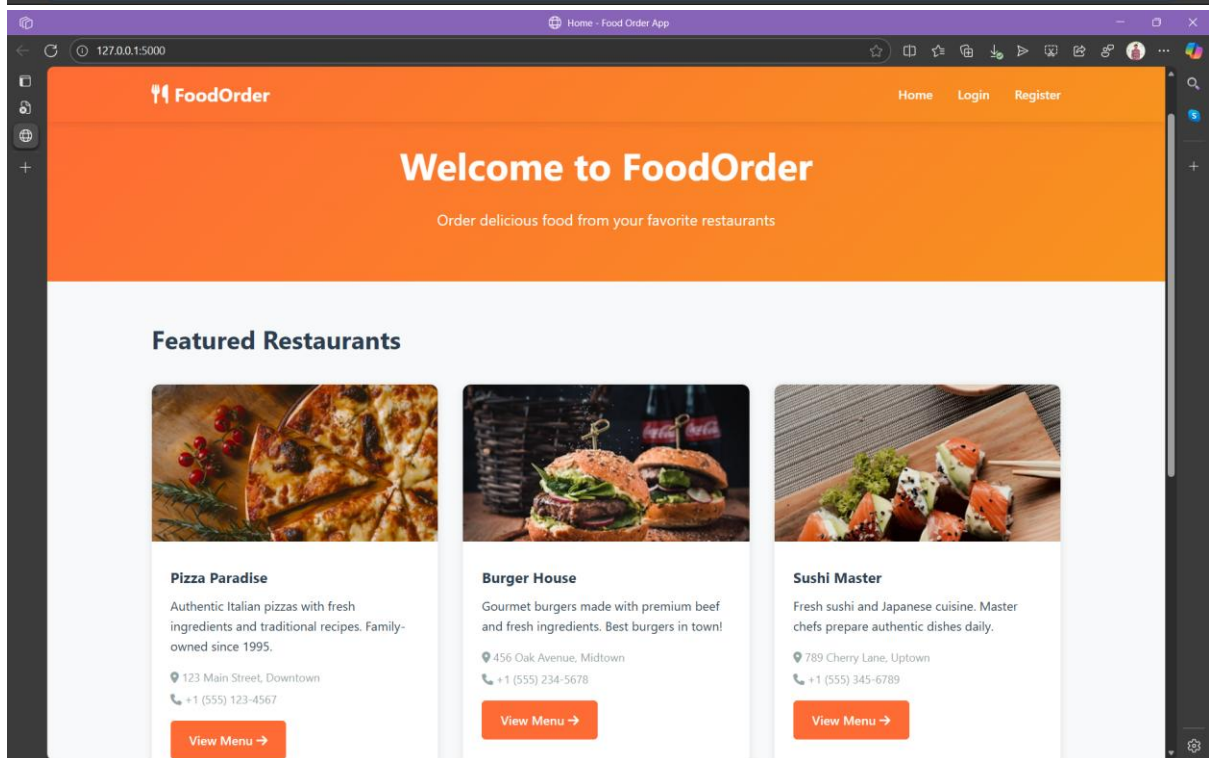 Home - Food Order App
127.0.0.1:5000
FoodOrder
Home Login Register
Welcome to FoodOrder
Order delicious food from your favorite restaurants
Featured Restaurants
Coca-Cola
Pizza Paradise
Authentic Italian pizzas with fresh
ingredients and traditional recipes. Family-
owned since 1995.
123 Main Street, Downtown
+1 (555) 123-4567
View Menu →
Burger House
Gourmet burgers made with premium beef
and fresh ingredients. Best burgers in town!
456 Oak Avenue, Midtown
+1 (555) 234-5678
View Menu →
Sushi Master
Fresh sushi and Japanese cuisine. Master
chefs prepare authentic dishes daily.
789 Cherry Lane, Uptown
+1 (555) 345-6789
View Menu →